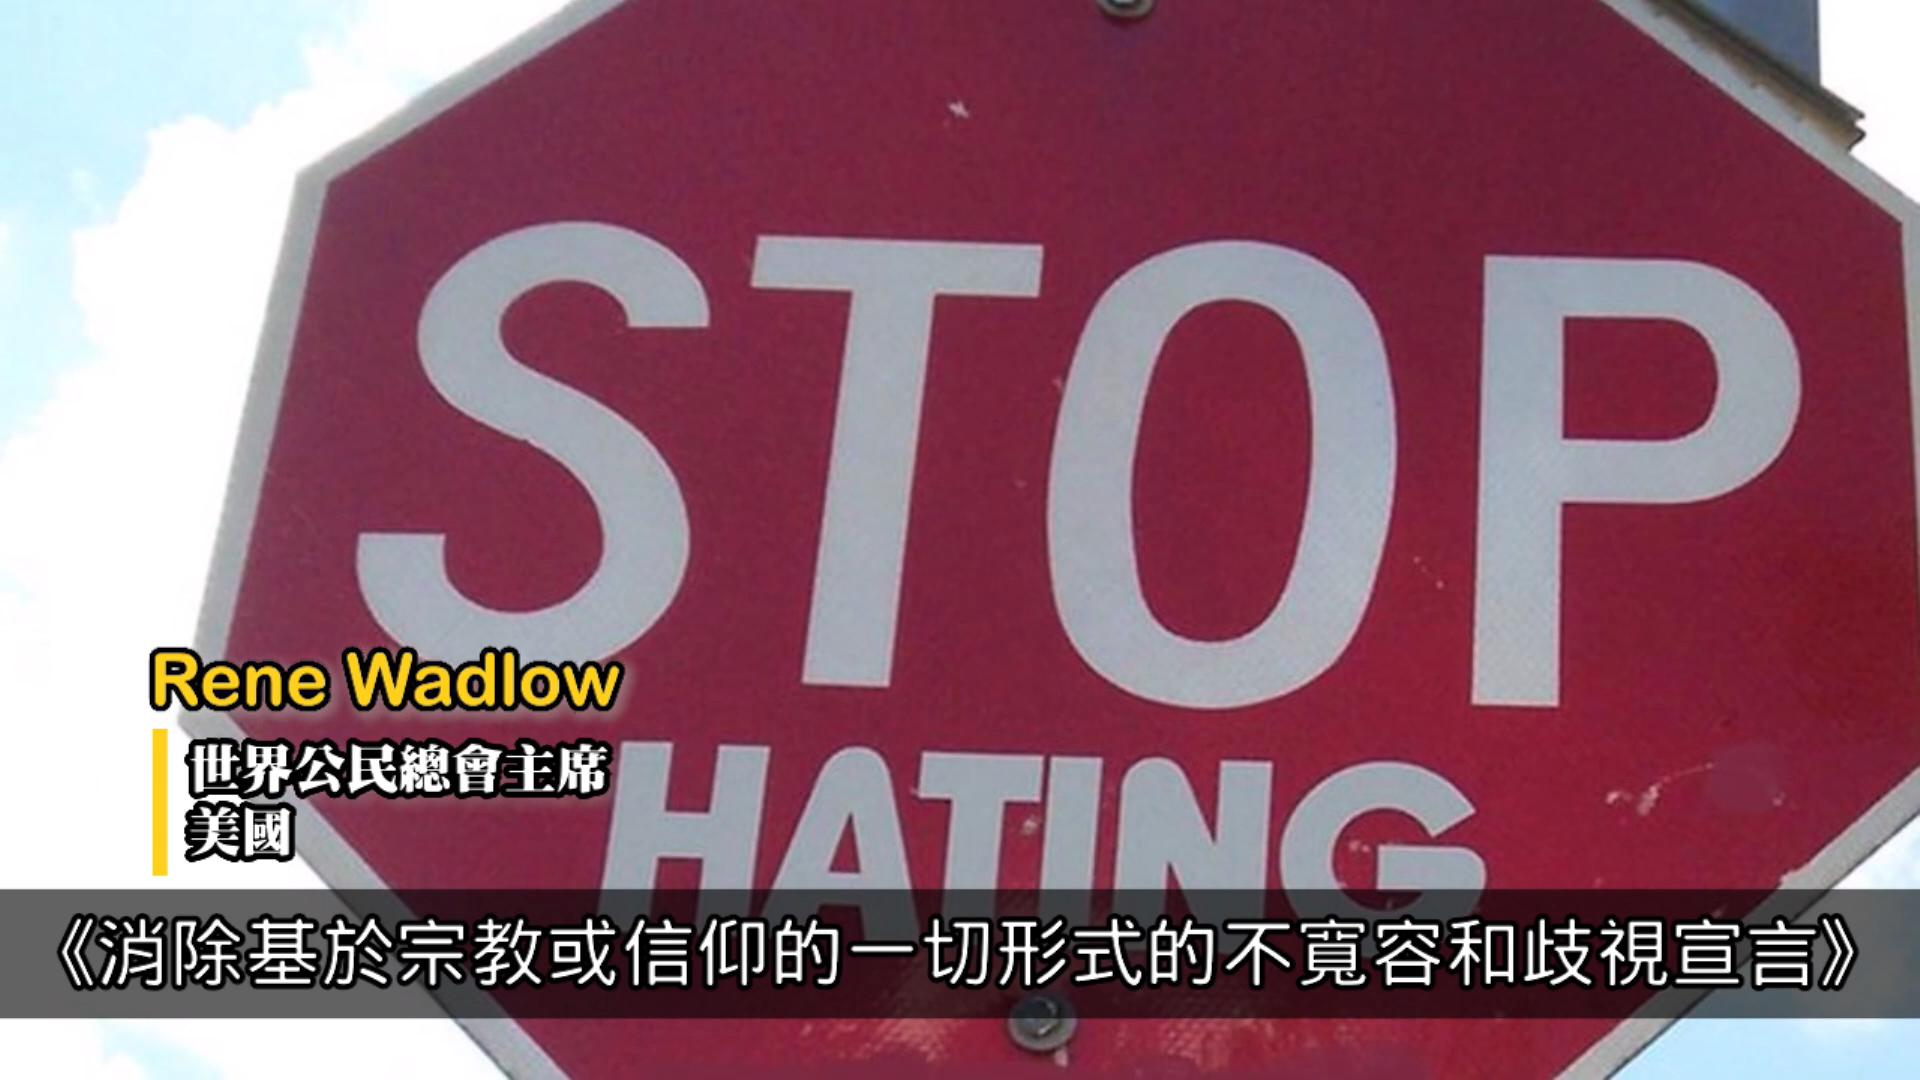 STOP
HATING
Rene Wadlow
世界公民總會主席
美國
《消除基於宗教或信仰的一切形式的不寬容和歧視宣言》